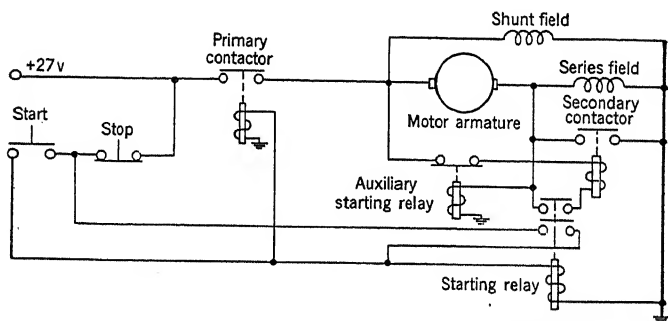 Shunt field
Primary
contactor
+27v
Series field
Start
Secondary
contactor
Motor armature
Stop
Auxiliary
starting relay
Starting relay